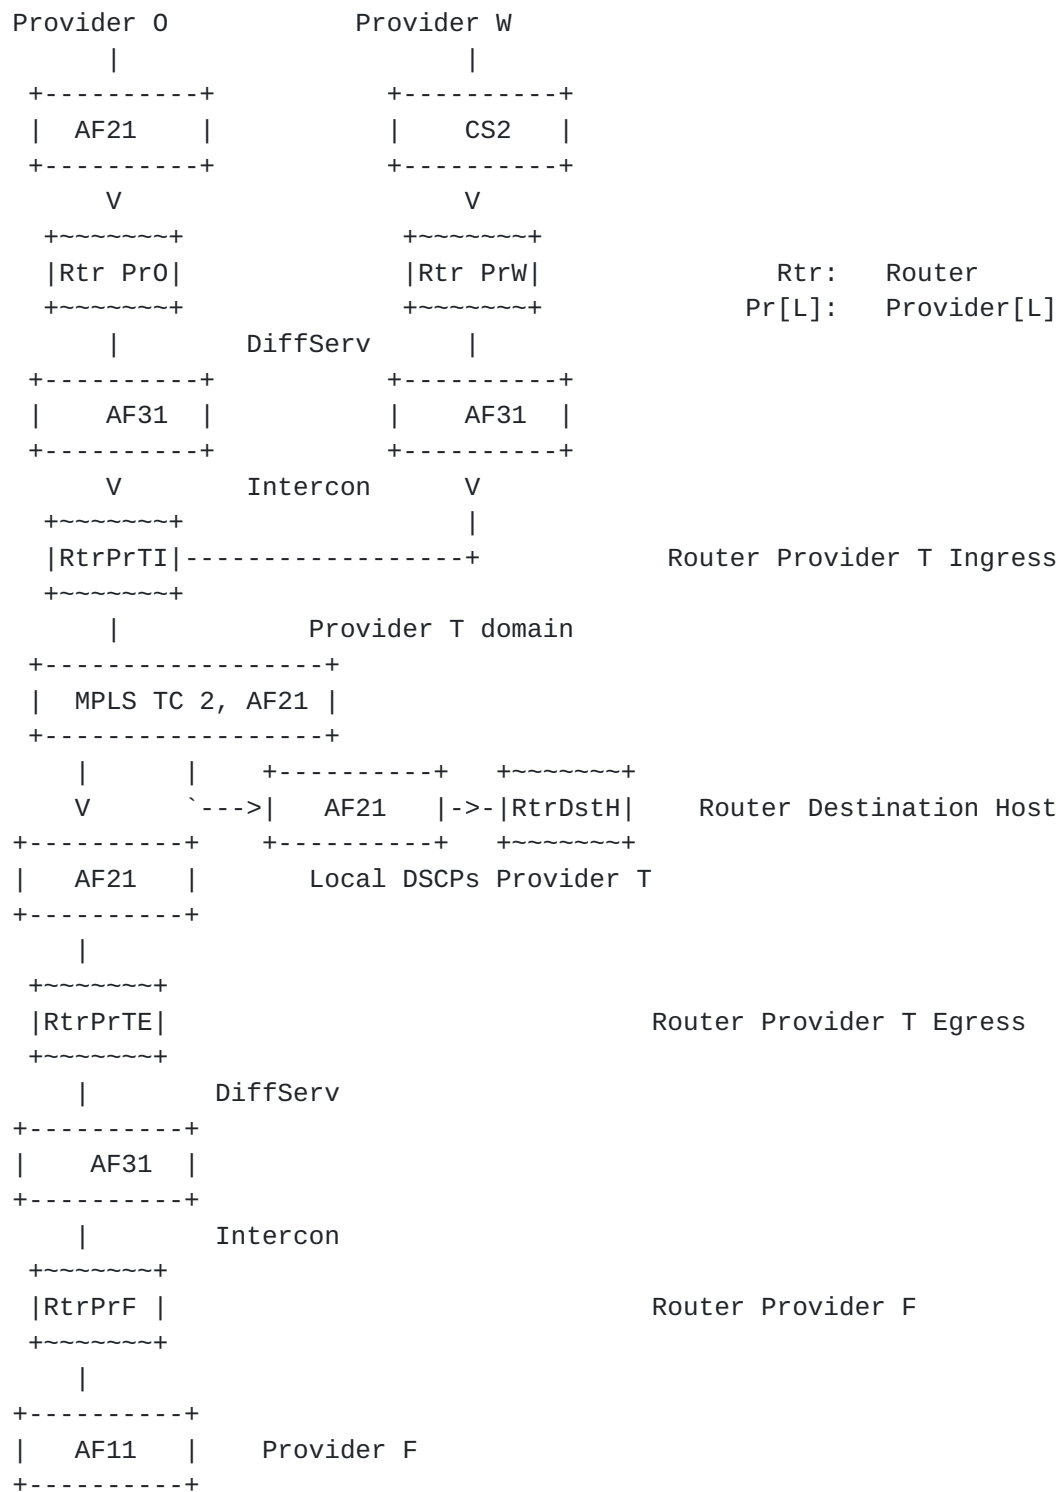 Provider O            Provider W
      |                      |
 +----------+           +----------+
 |  AF21    |           |    CS2   |
 +----------+           +----------+
      V                      V
  +~~~~~~~+              +~~~~~~~+
  |Rtr PrO|              |Rtr PrW|               Rtr:   Router
  +~~~~~~~+              +~~~~~~~+             Pr[L]:   Provider[L]
      |        DiffServ      |
 +----------+           +----------+
 |    AF31  |           |    AF31  |
 +----------+           +----------+
      V        Intercon      V
  +~~~~~~~+                  |
  |RtrPrTI|------------------+            Router Provider T Ingress
  +~~~~~~~+
      |            Provider T domain
 +------------------+
 |  MPLS TC 2, AF21 |
 +------------------+
    |      |    +----------+   +~~~~~~~+
    V      `--->|   AF21   |->-|RtrDstH|    Router Destination Host
+----------+    +----------+   +~~~~~~~+
|   AF21   |       Local DSCPs Provider T
+----------+
    |
 +~~~~~~~+
 |RtrPrTE|                               Router Provider T Egress
 +~~~~~~~+
    |        DiffServ
+----------+
|    AF31  |
+----------+
    |        Intercon
 +~~~~~~~+
 |RtrPrF |                               Router Provider F
 +~~~~~~~+
    |
+----------+
|   AF11   |    Provider F
+----------+